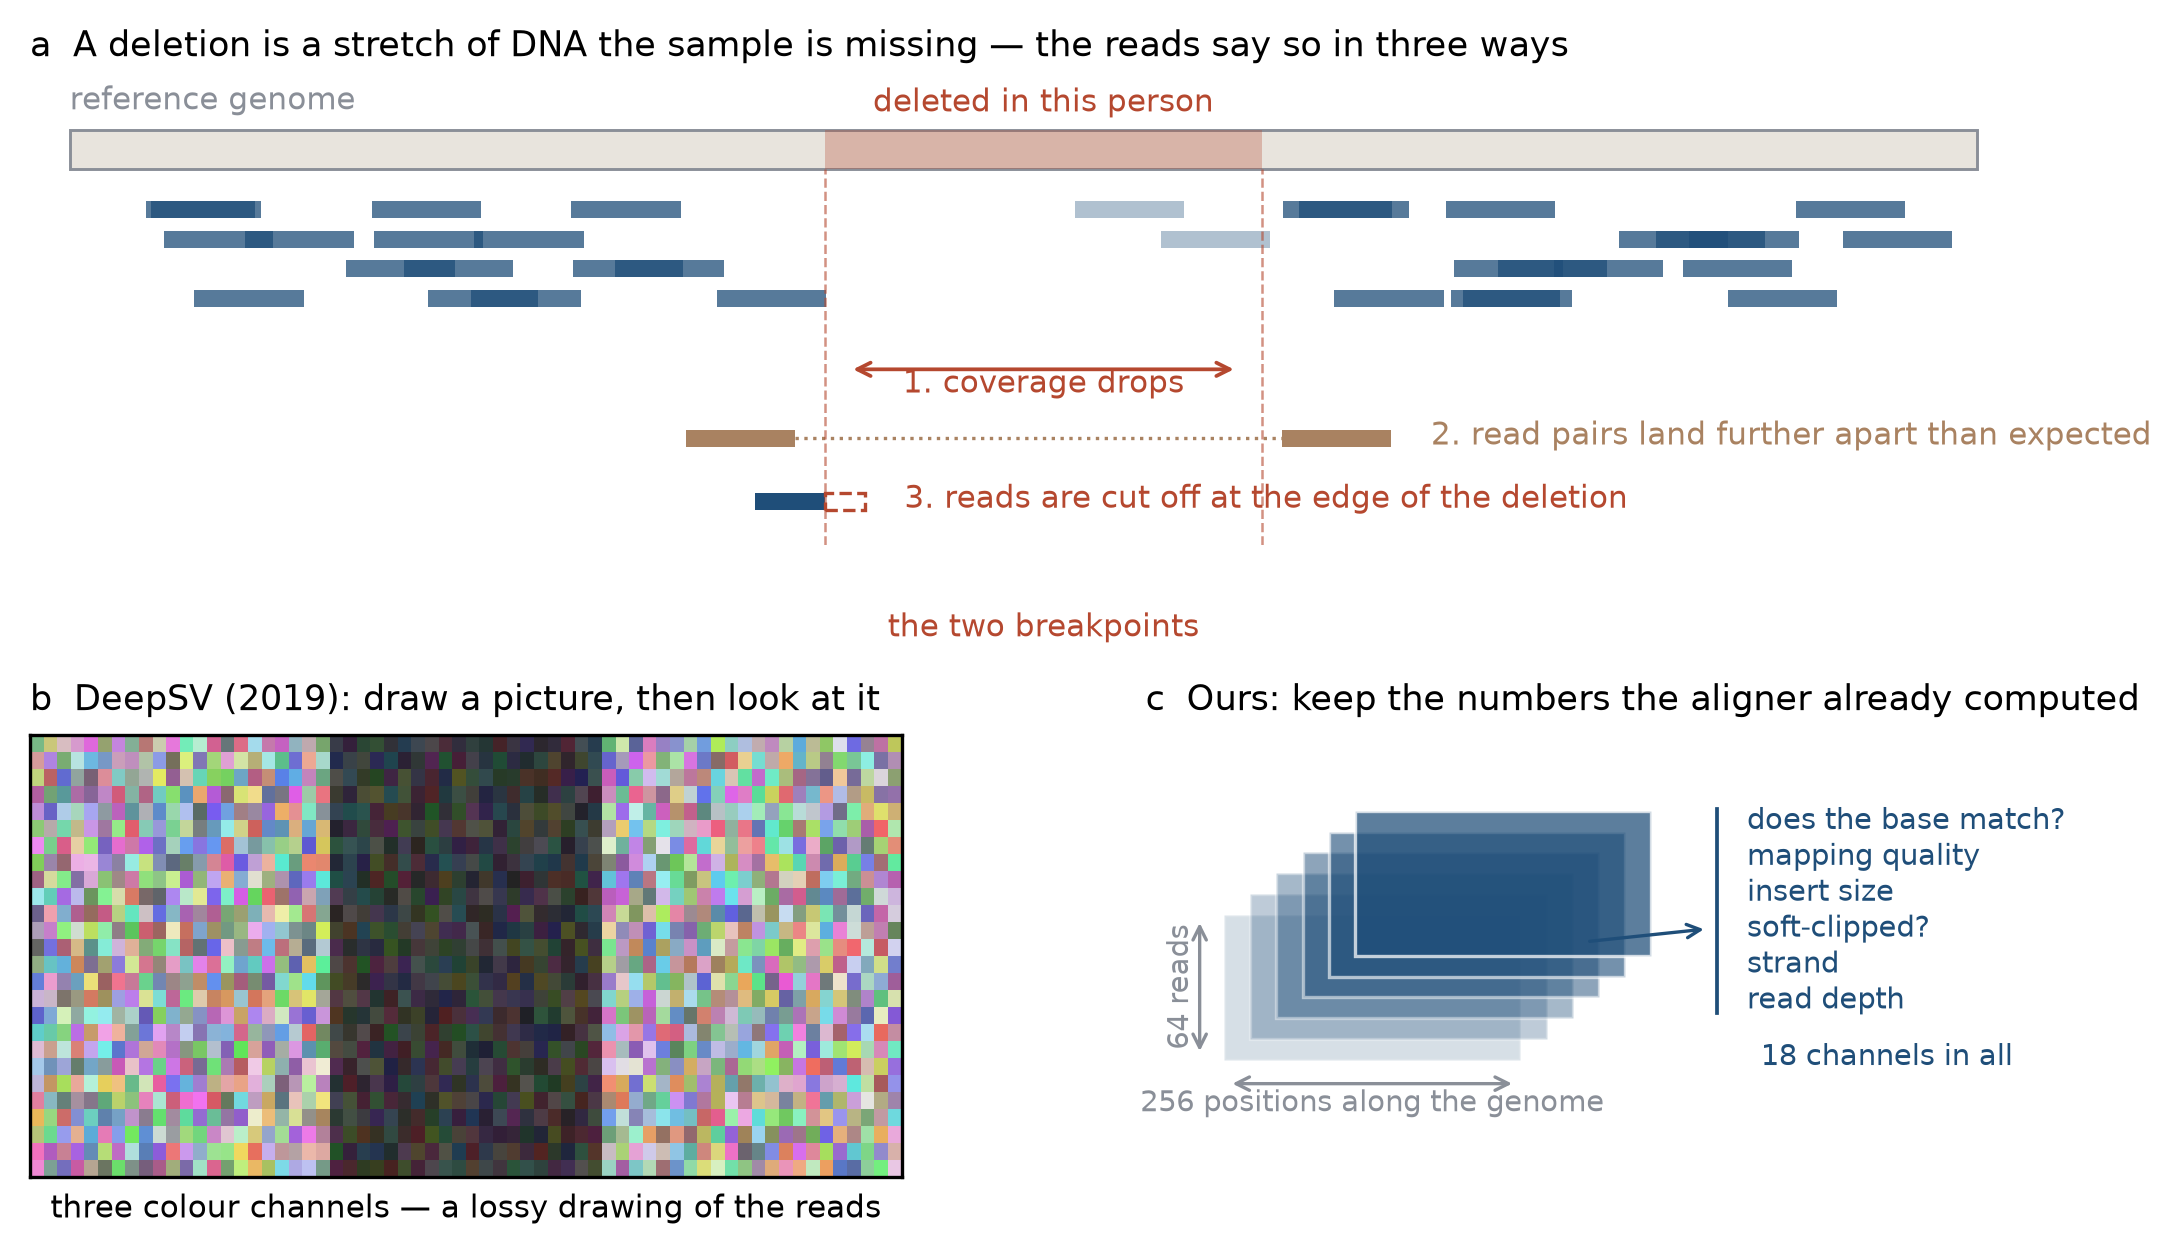 a A deletion is a stretch of DNA the sample is missing — the reads say so in three ways
reference genome
deleted in this person
1. coverage drops
2. read pairs land further apart than expected
3. reads are cut off at the edge of the deletion
the two breakpoints
b DeepSV (2019): draw a picture, then look at it
three colour channels — a lossy drawing of the reads
c Ours: keep the numbers the aligner already computed
does the base match?
mapping quality
insert size
soft-clipped?
strand
read depth
18 channels in all
64 reads
256 positions along the genome